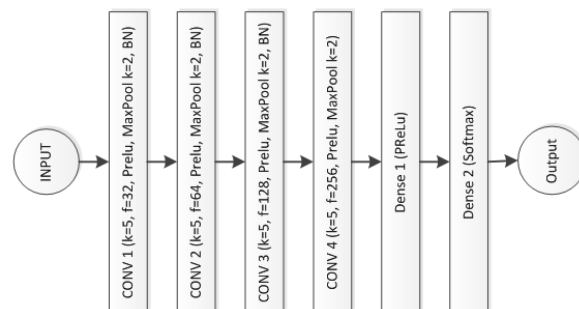 INPUT
CONV 1 (k=5, f=32, Prelu, MaxPool k=2, BN)
CONV 2 (k=5, f=64, Prelu, MaxPool k=2, BN)
CONV 3 (k=5, f=128, Prelu, MaxPool k=2, BN)
CONV 4 (k=5, f=256, Prelu, MaxPool k=2)
Dense 1 (PReLu)
Dense 2 (Softmax)
Output